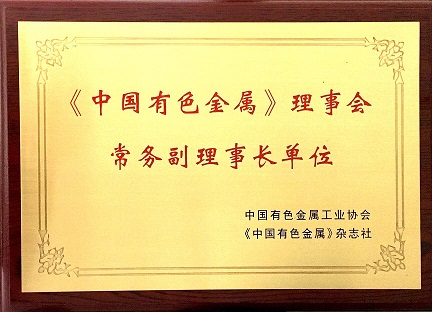 《中国有色金属》理事会
常务副理事长单位
中国有色金属工业协会
《中国有色金属》杂志社